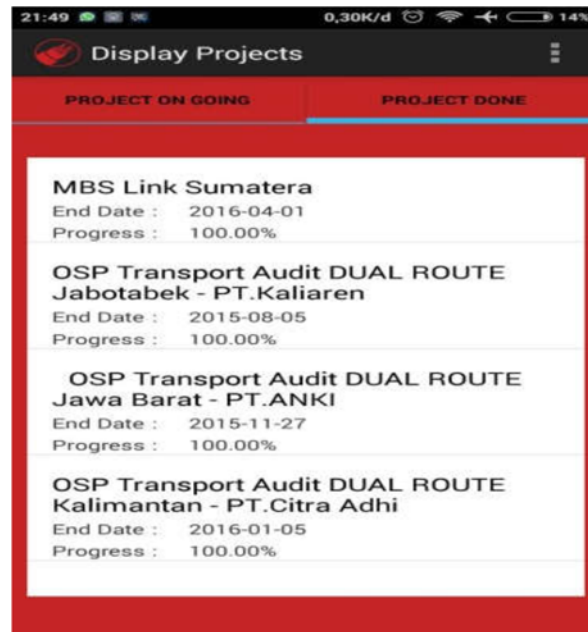 21:49 0,30K/d 14%
Display Projects
PROJECT ON GOING PROJECT DONE
MBS Link Sumatera
End Date : 2016-04-01
Progress : 100.00%
OSP Transport Audit DUAL ROUTE
Jabotabek - PT.Kaliaren
End Date : 2015-08-05
Progress : 100.00%
OSP Transport Audit DUAL ROUTE
Jawa Barat - PT.ANKI
End Date : 2015-11-27
Progress : 100.00%
OSP Transport Audit DUAL ROUTE
Kalimantan - PT.Citra Adhi
End Date : 2016-01-05
Progress : 100.00%